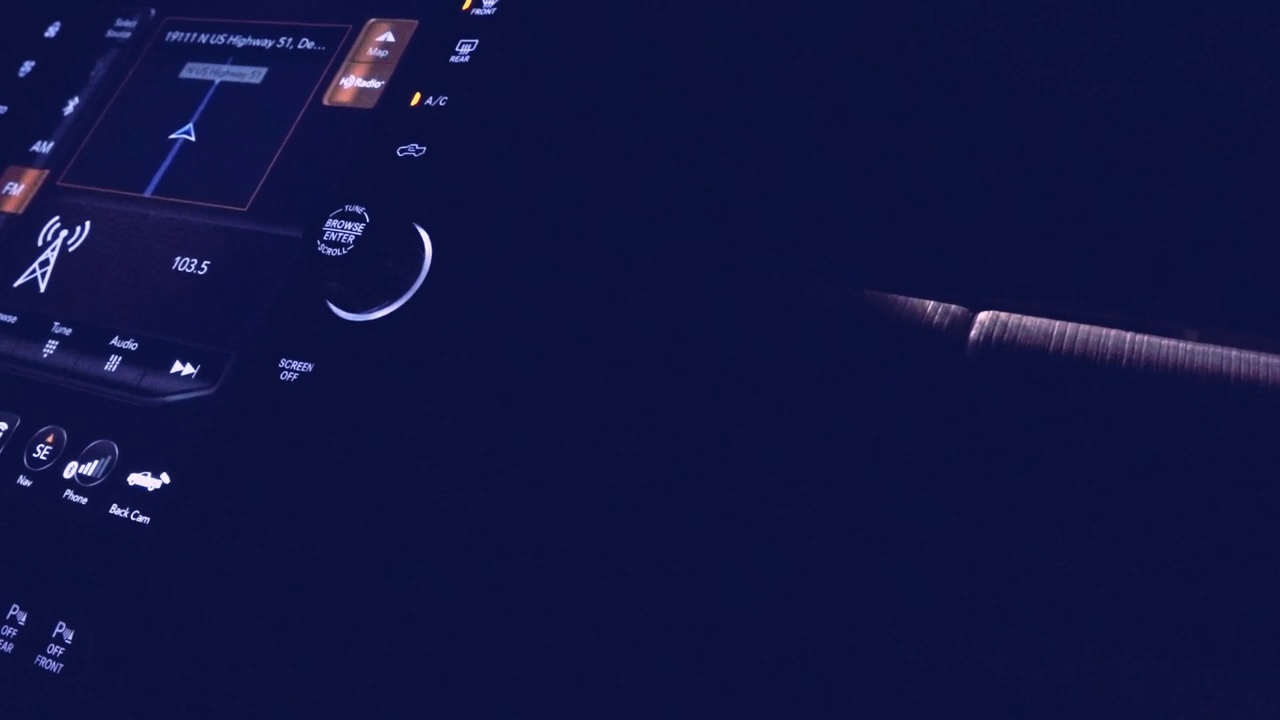 Select
Source
19111 N US Highway 51, De...
N US Highway 51
Map
HD Radio
FRONT
REAR
A/C
AM
FM
TUNE
BROWSE
ENTER
SCROLL
103.5
Tune
Audio
SCREEN
OFF
SE
Nav
Phone
Back Cam
P
OFF
P
OFF
FRONT